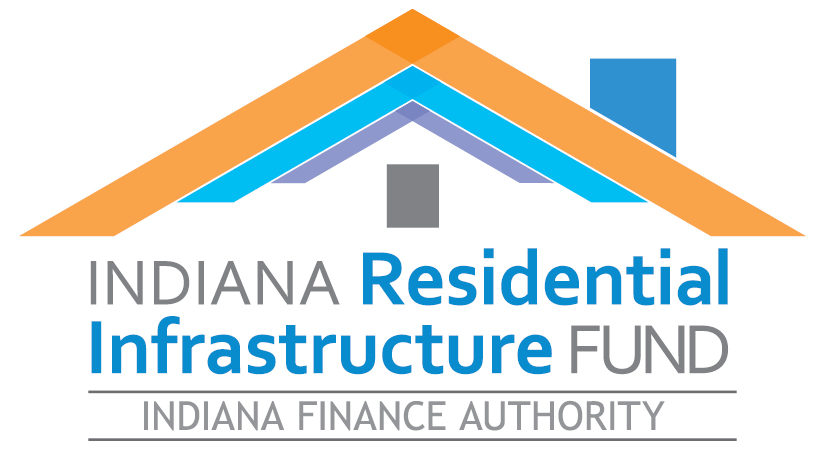 INDIANA Residential
Infrastructure FUND
INDIANA FINANCE AUTHORITY